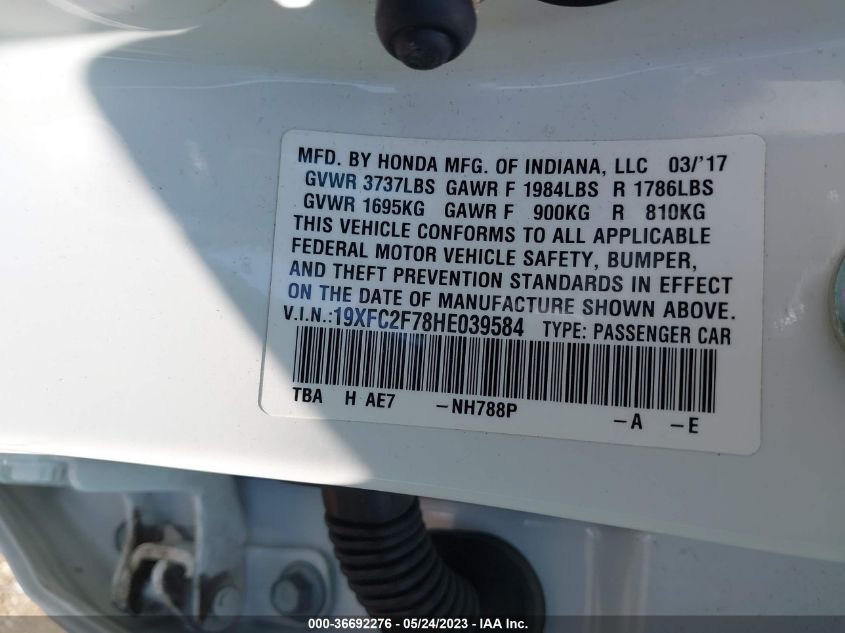 MFD. BY HONDA MFG. OF INDIANA, LLC 03/'17
GVWR 3737LBS GAWR F 1984LBS R 1786LBS
GVWR 1695KG GAWR F 900KG R 810KG
THIS VEHICLE CONFORMS TO ALL APPLICABLE
FEDERAL MOTOR VEHICLE SAFETY, BUMPER,
AND THEFT PREVENTION STANDARDS IN EFFECT
ON THE DATE OF MANUFACTURE SHOWN ABOVE.
V.I.N.:19XFC2F78HE039584 TYPE: PASSENGER CAR
TBA H AE7 -NH788P -A -E
000-36692276 - 05/24/2023 - IAA Inc.